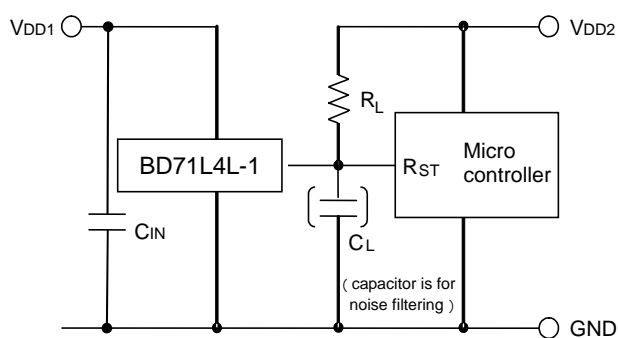 VDD1
VDD2
RL
BD71L4L-1
RST
Micro
controller
CIN
CL
( capacitor is for
noise filtering )
GND